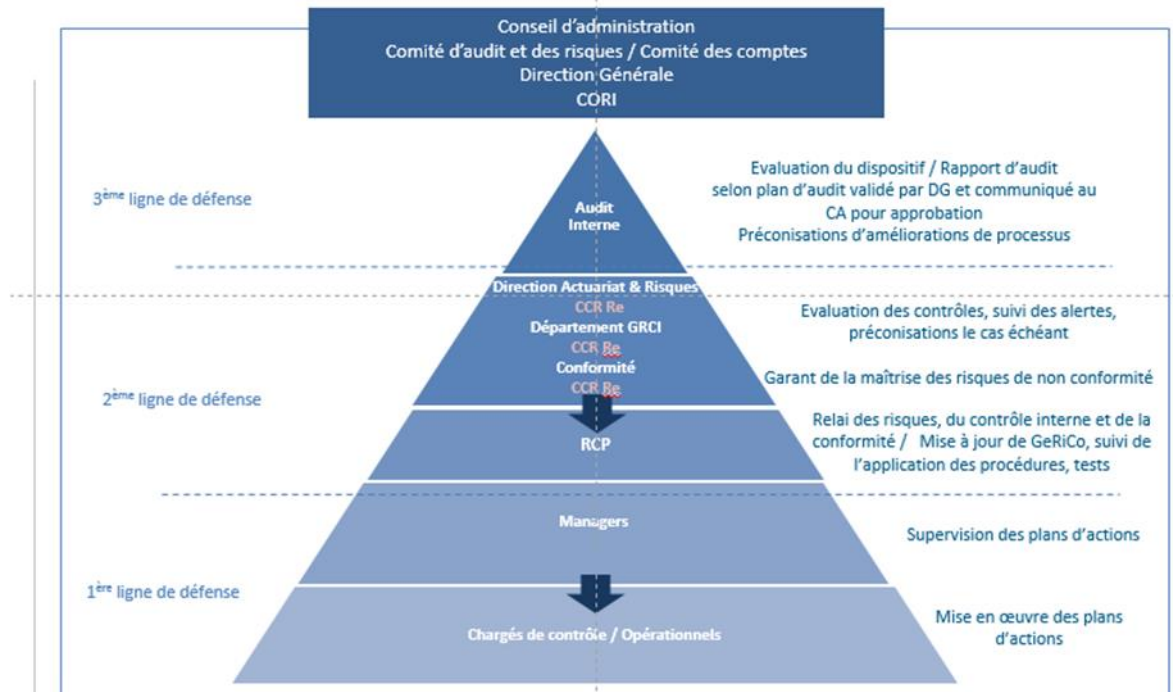 Conseil d'administration
Comité d'audit et des risques / Comité des comptes
Direction Générale
CORI
3ème ligne de défense
Audit
Interne
Evaluation du dispositif / Rapport d'audit
selon plan d'audit validé par DG et communiqué au
CA pour approbation
Préconisations d'améliorations de processus
2ème ligne de défense
Direction Actuariat & Risques
CCR Re
Département GRCI
CCR Re
Conformité
CCR Re
Evaluation des contrôles, suivi des alertes,
préconisations le cas échéant
Garant de la maîtrise des risques de non conformité
RCP
Relai des risques, du contrôle interne et de la
conformité / Mise à jour de GeRiCo, suivi de
l'application des procédures, tests
1ère ligne de défense
Managers
Supervision des plans d'actions
Chargés de contrôle / Opérationnels
Mise en œuvre des plans
d'actions